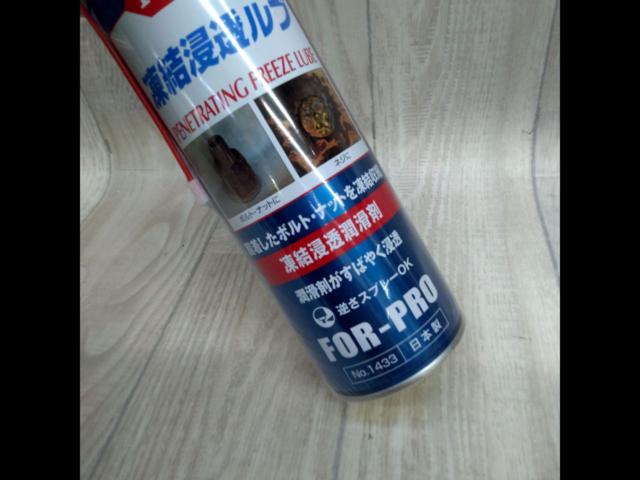 凍結浸透ルブ
PENETRATING FREEZE LUBE
ボルト・ナットに
ネジに
したボルト・ナットを凍結収縮
凍結浸透潤滑剤
潤滑剤がすばやく浸透
逆さスプレーOK
FOR-PRO
No.1433 日本製